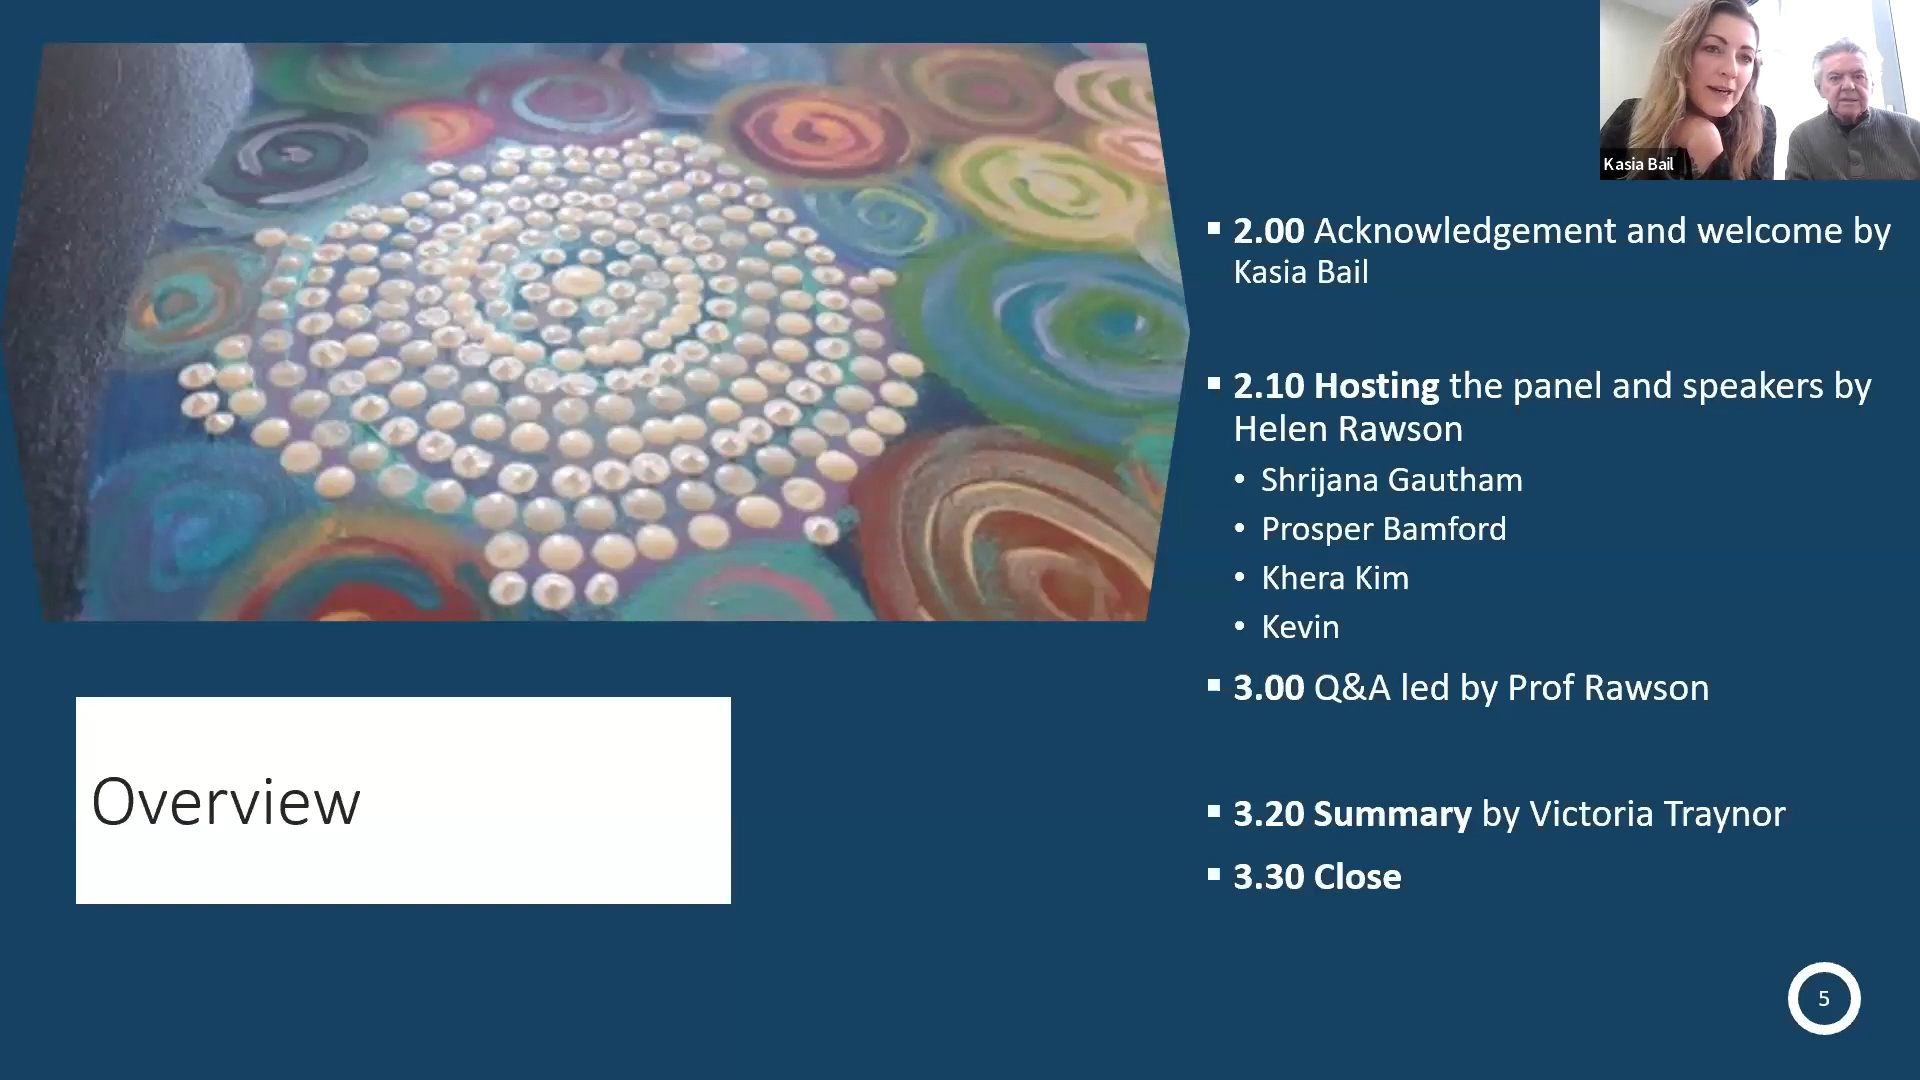 Kasia Bail
2.00 Acknowledgement and welcome by
Kasia Bail
2.10 Hosting the panel and speakers by
Helen Rawson
Shrijana Gautham
Prosper Bamford
Khera Kim
Kevin
3.00 Q&A led by Prof Rawson
3.20 Summary by Victoria Traynor
3.30 Close
Overview
5